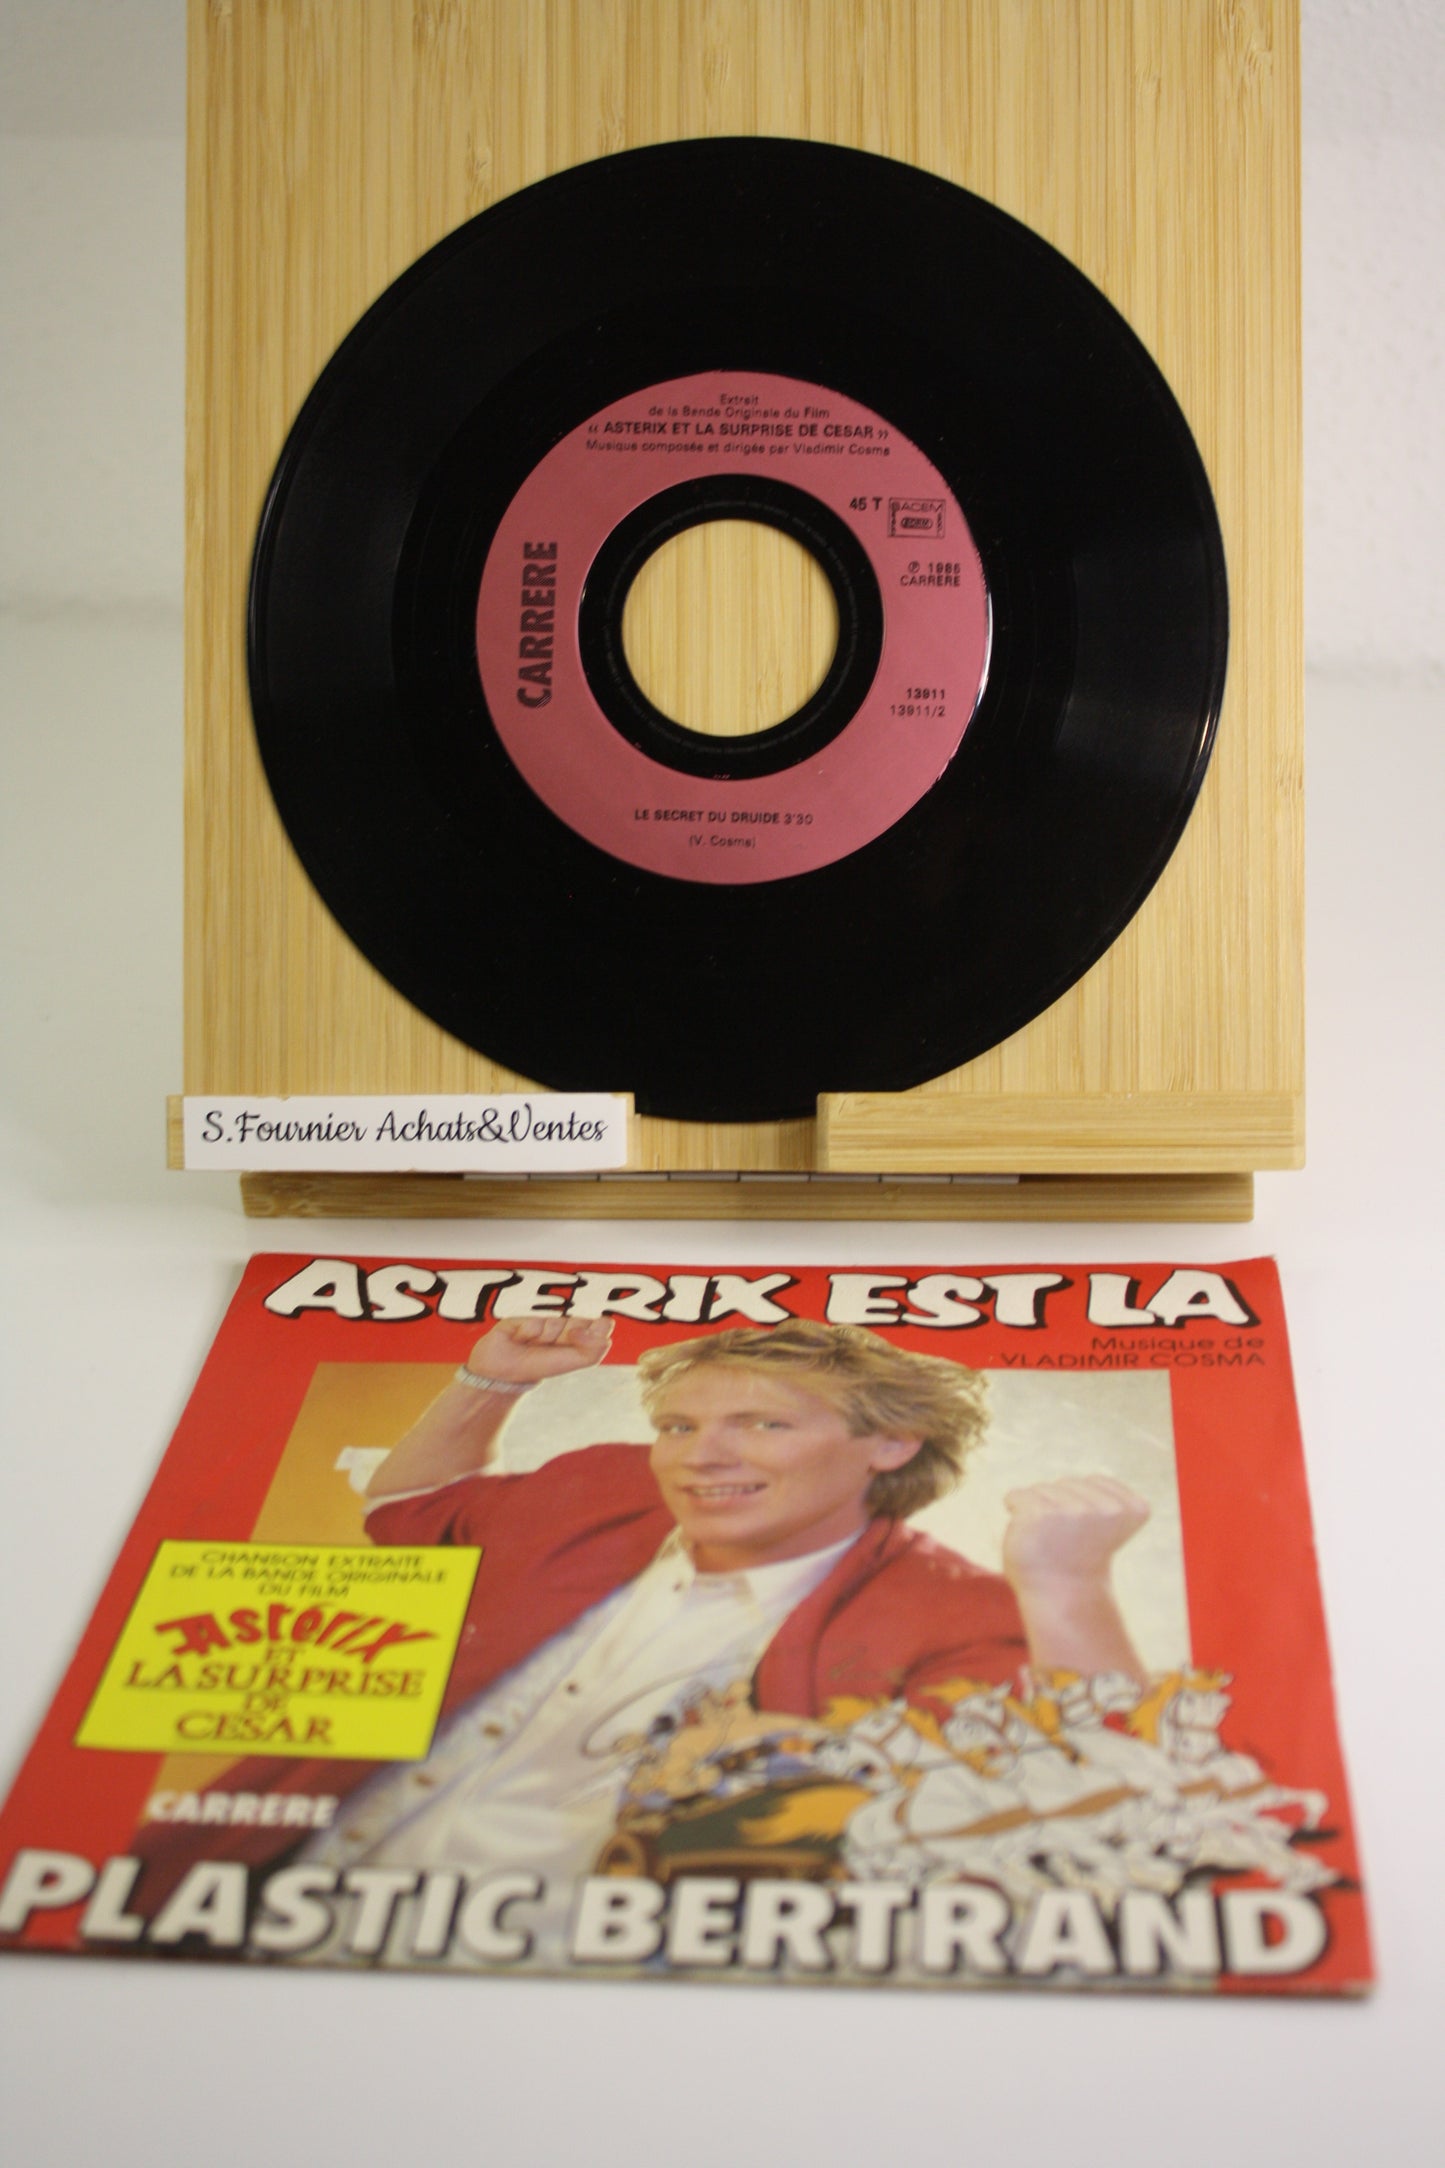 Extrait
de la Bande Originale du Film
« ASTERIX ET LA SURPRISE DE CESAR »
Musique composée et dirigée par Vladimir Cosma
45 T
SACEM
CARRERE
℗ 1985
CARRERE
13911
13911/2
LE SECRET DU DRUIDE 3'30
(V. Cosma)
S.Fournier Achats&Ventes
ASTERIX EST LA
Musique de
VLADIMIR COSMA
CHANSON EXTRAITE
DE LA BANDE ORIGINALE
DU FILM
Astérix
ET
LA SURPRISE
DE
CESAR
CARRERE
PLASTIC BERTRAND